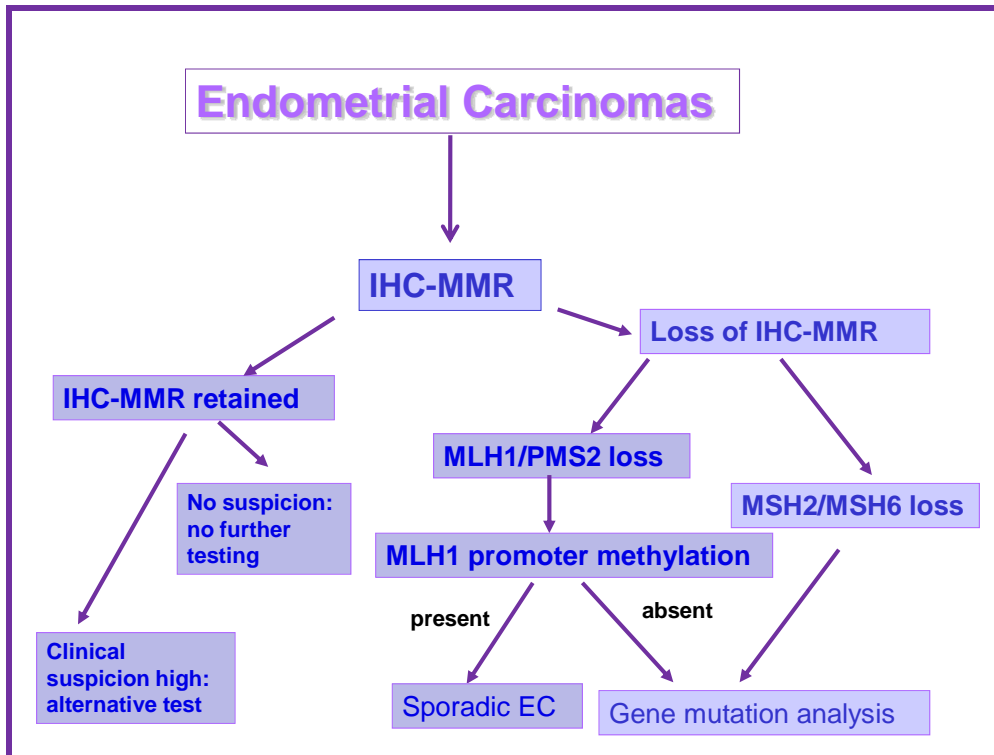 Endometrial Carcinomas
IHC-MMR
Loss of IHC-MMR
IHC-MMR retained
MLH1/PMS2 loss
No suspicion:
no further
testing
MSH2/MSH6 loss
MLH1 promoter methylation
present
absent
Clinical
suspicion high:
alternative test
Sporadic EC
Gene mutation analysis